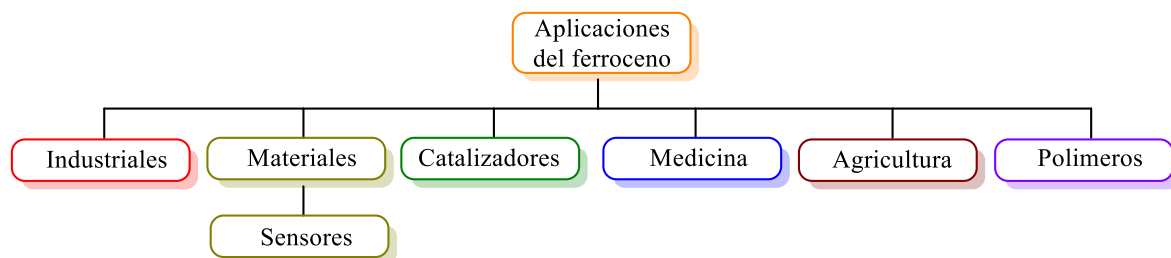 Aplicaciones
del ferroceno
Industriales
Materiales
Catalizadores
Medicina
Agricultura
Polimeros
Sensores